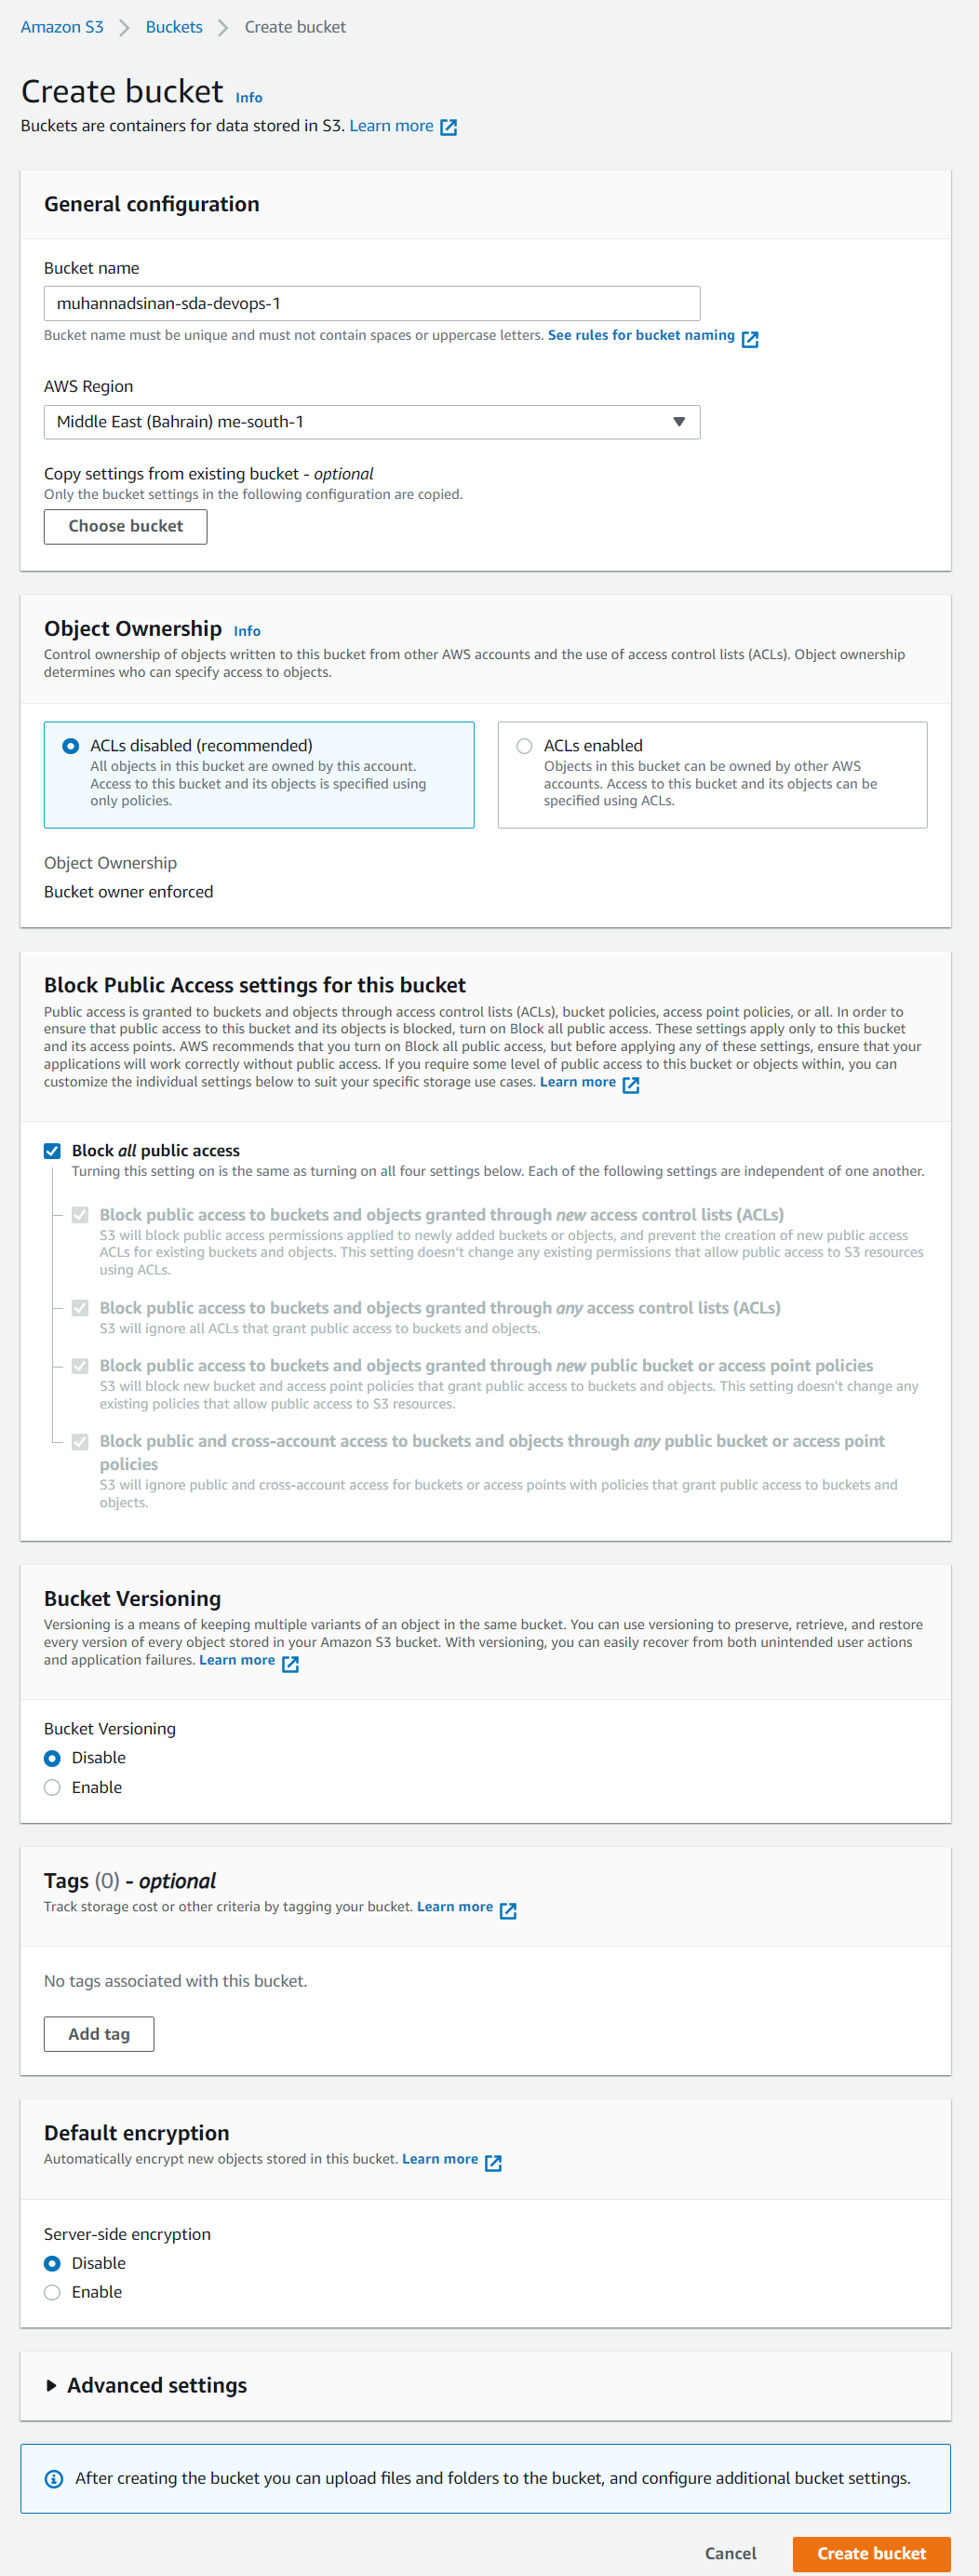 Amazon S3 > Buckets > Create bucket
Create bucket Info
Buckets are containers for data stored in S3. Learn more
General configuration
Bucket name
muhannadsinan-sda-devops-1
Bucket name must be unique and must not contain spaces or uppercase letters. See rules for bucket naming
AWS Region
Middle East (Bahrain) me-south-1
Copy settings from existing bucket - optional
Only the bucket settings in the following configuration are copied.
Choose bucket
Object Ownership Info
Control ownership of objects written to this bucket from other AWS accounts and the use of access control lists (ACLs). Object ownership
determines who can specify access to objects.
ACLs disabled (recommended)
All objects in this bucket are owned by this account.
Access to this bucket and its objects is specified using
only policies.
ACLs enabled
Objects in this bucket can be owned by other AWS
accounts. Access to this bucket and its objects can be
specified using ACLs.
Object Ownership
Bucket owner enforced
Block Public Access settings for this bucket
Public access is granted to buckets and objects through access control lists (ACLs), bucket policies, access point policies, or all. In order to
ensure that public access to this bucket and its objects is blocked, turn on Block all public access. These settings apply only to this bucket
and its access points. AWS recommends that you turn on Block all public access, but before applying any of these settings, ensure that your
applications will work correctly without public access. If you require some level of public access to this bucket or objects within, you can
customize the individual settings below to suit your specific storage use cases. Learn more
Block all public access
Turning this setting on is the same as turning on all four settings below. Each of the following settings are independent of one another.
Block public access to buckets and objects granted through new access control lists (ACLs)
S3 will block public access permissions applied to newly added buckets or objects, and prevent the creation of new public access
ACLs for existing buckets and objects. This setting doesn't change any existing permissions that allow public access to S3 resources
using ACLs.
Block public access to buckets and objects granted through any access control lists (ACLs)
S3 will ignore all ACLs that grant public access to buckets and objects.
Block public access to buckets and objects granted through new public bucket or access point policies
S3 will block new bucket and access point policies that grant public access to buckets and objects. This setting doesn't change any
existing policies that allow public access to S3 resources.
Block public and cross-account access to buckets and objects through any public bucket or access point
policies
S3 will ignore public and cross-account access for buckets or access points with policies that grant public access to buckets and
objects.
Bucket Versioning
Versioning is a means of keeping multiple variants of an object in the same bucket. You can use versioning to preserve, retrieve, and restore
every version of every object stored in your Amazon S3 bucket. With versioning, you can easily recover from both unintended user actions
and application failures. Learn more
Bucket Versioning
Disable
Enable
Tags (0) - optional
Track storage cost or other criteria by tagging your bucket. Learn more
No tags associated with this bucket.
Add tag
Default encryption
Automatically encrypt new objects stored in this bucket. Learn more
Server-side encryption
Disable
Enable
Advanced settings
After creating the bucket you can upload files and folders to the bucket, and configure additional bucket settings.
Cancel
Create bucket